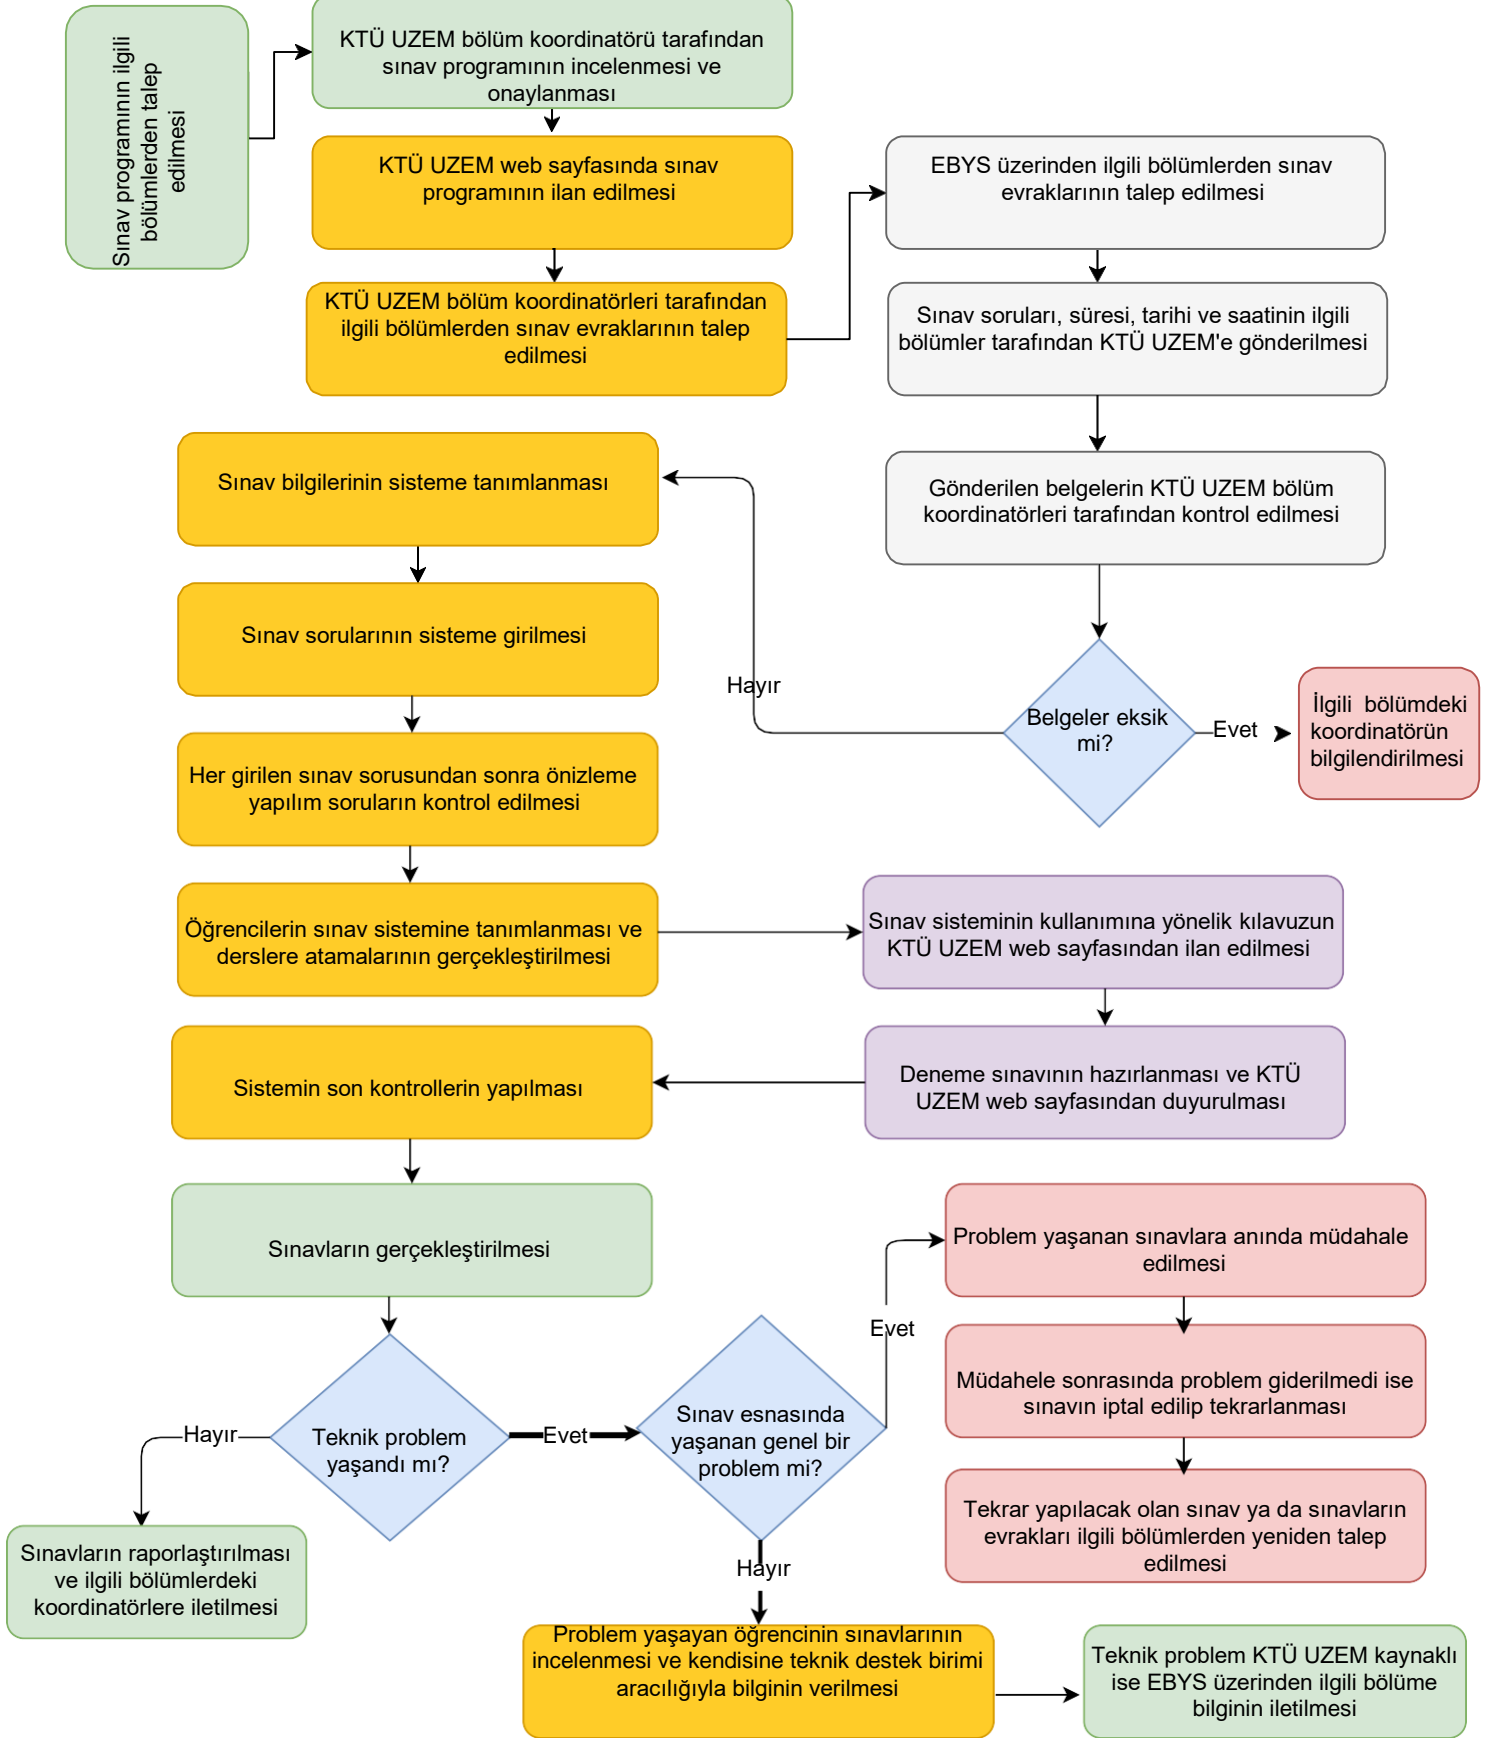 Sınav programının ilgili
bölümlerden talep
edilmesi
KTÜ UZEM bölüm koordinatörü tarafından
sınav programının incelenmesi ve
onaylanması
KTÜ UZEM web sayfasında sınav
programının ilan edilmesi
KTÜ UZEM bölüm koordinatörleri tarafından
ilgili bölümlerden sınav evraklarının talep
edilmesi
EBYS üzerinden ilgili bölümlerden sınav
evraklarının talep edilmesi
Sınav soruları, süresi, tarihi ve saatinin ilgili
bölümler tarafından KTÜ UZEM'e gönderilmesi
Gönderilen belgelerin KTÜ UZEM bölüm
koordinatörleri tarafından kontrol edilmesi
Belgeler eksik
mi?
Evet
İlgili bölümdeki
koordinatörün
bilgilendirilmesi
Hayır
Sınav bilgilerinin sisteme tanımlanması
Sınav sorularının sisteme girilmesi
Her girilen sınav sorusundan sonra önizleme
yapılım soruların kontrol edilmesi
Öğrencilerin sınav sistemine tanımlanması ve
derslere atamalarının gerçekleştirilmesi
Sınav sisteminin kullanımına yönelik kılavuzun
KTÜ UZEM web sayfasından ilan edilmesi
Deneme sınavının hazırlanması ve KTÜ
UZEM web sayfasından duyurulması
Sistemin son kontrollerin yapılması
Sınavların gerçekleştirilmesi
Teknik problem
yaşandı mı?
Hayır
Sınavların raporlaştırılması
ve ilgili bölümlerdeki
koordinatörlere iletilmesi
Evet
Sınav esnasında
yaşanan genel bir
problem mi?
Evet
Problem yaşanan sınavlara anında müdahale
edilmesi
Müdahele sonrasında problem giderilmedi ise
sınavın iptal edilip tekrarlanması
Tekrar yapılacak olan sınav ya da sınavların
evrakları ilgili bölümlerden yeniden talep
edilmesi
Hayır
Problem yaşayan öğrencinin sınavlarının
incelenmesi ve kendisine teknik destek birimi
aracılığıyla bilginin verilmesi
Teknik problem KTÜ UZEM kaynaklı
ise EBYS üzerinden ilgili bölüme
bilginin iletilmesi